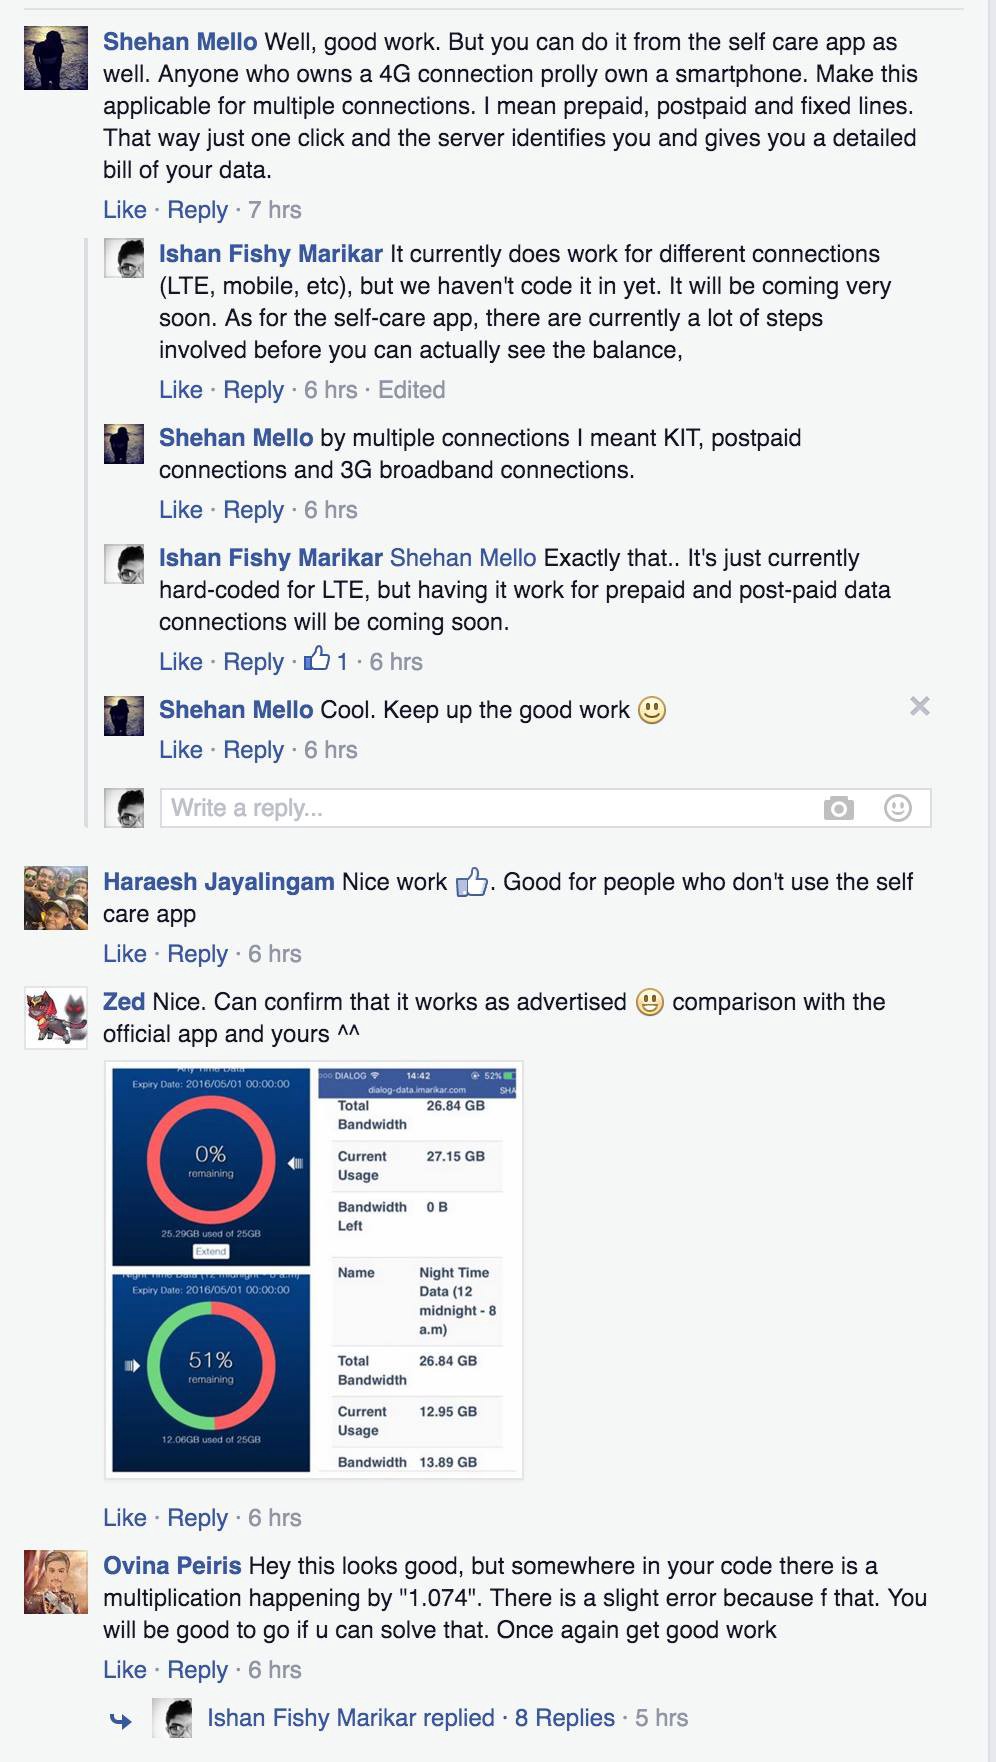 Shehan Mello Well, good work. But you can do it from the self care app as
well. Anyone who owns a 4G connection prolly own a smartphone. Make this
applicable for multiple connections. I mean prepaid, postpaid and fixed lines.
That way just one click and the server identifies you and gives you a detailed
bill of your data.
Like · Reply · 7 hrs
Ishan Fishy Marikar It currently does work for different connections
(LTE, mobile, etc), but we haven't code it in yet. It will be coming very
soon. As for the self-care app, there are currently a lot of steps
involved before you can actually see the balance,
Like · Reply · 6 hrs · Edited
Shehan Mello by multiple connections I meant KIT, postpaid
connections and 3G broadband connections.
Like · Reply · 6 hrs
Ishan Fishy Marikar Shehan Mello Exactly that.. It's just currently
hard-coded for LTE, but having it work for prepaid and post-paid data
connections will be coming soon.
Like · Reply · 1 · 6 hrs
Shehan Mello Cool. Keep up the good work
Like · Reply · 6 hrs
Write a reply...
Haraesh Jayalingam Nice work . Good for people who don't use the self
care app
Like · Reply · 6 hrs
Zed Nice. Can confirm that it works as advertised comparison with the
official app and yours ^^
Any Time Data
Expiry Date: 2016/05/01 00:00:00
0%
remaining
25.29GB used of 25GB
Extend
Night Time Data (12 midnight - 8 a.m)
Expiry Date: 2016/05/01 00:00:00
51%
remaining
12.06GB used of 25GB
DIALOG 14:42 52%
dialog-data.imarikar.com SHA
Total 26.84 GB
Bandwidth
Current 27.15 GB
Usage
Bandwidth 0 B
Left
Name Night Time
Data (12
midnight - 8
a.m)
Total 26.84 GB
Bandwidth
Current 12.95 GB
Usage
Bandwidth 13.89 GB
Like · Reply · 6 hrs
Ovina Peiris Hey this looks good, but somewhere in your code there is a
multiplication happening by "1.074". There is a slight error because f that. You
will be good to go if u can solve that. Once again get good work
Like · Reply · 6 hrs
Ishan Fishy Marikar replied · 8 Replies · 5 hrs